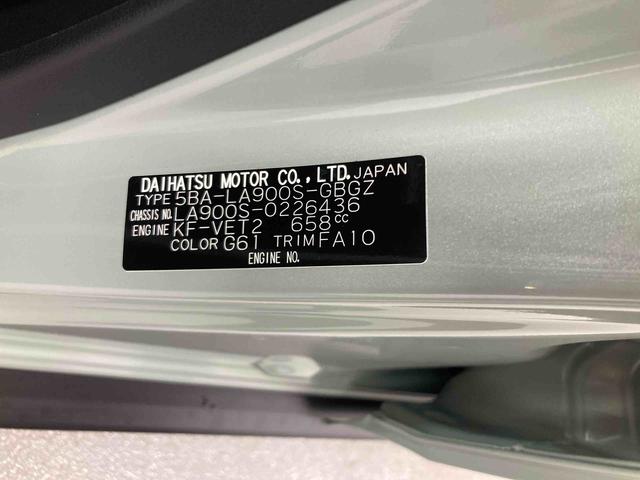 DAIHATSU MOTOR CO.,LTD. JAPAN
TYPE 5BA-LA900S-GBGZ
CHASSIS NO. LA900S-0226436
ENGINE KF-VET2 658cc
COLOR G61 TRIM FA10
ENGINE NO.